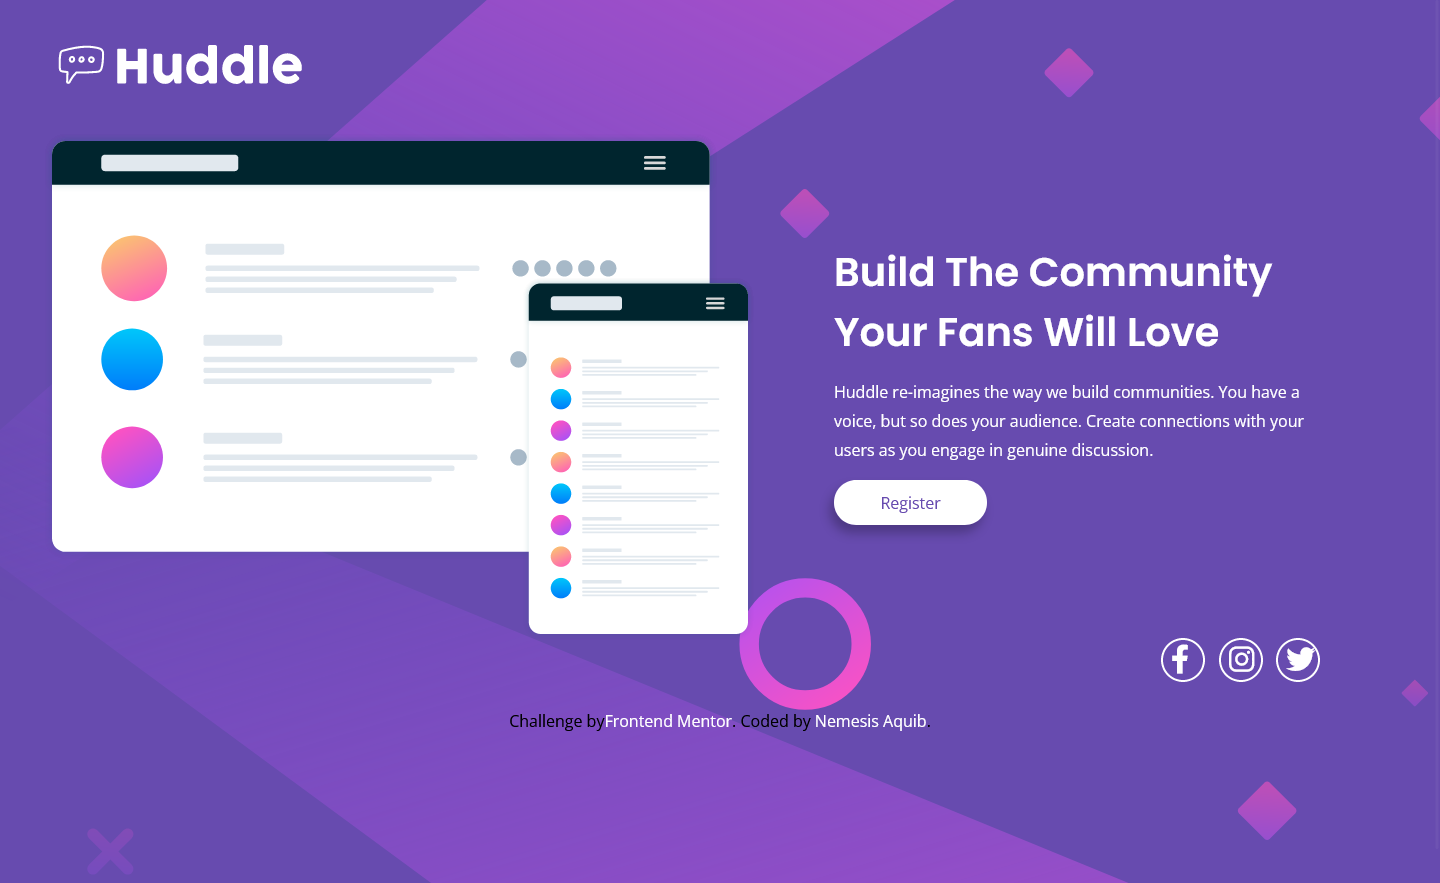 Huddle
Build The Community
Your Fans Will Love
Huddle re-imagines the way we build communities. You have a
voice, but so does your audience. Create connections with your
users as you engage in genuine discussion.
Register
Challenge byFrontend Mentor. Coded by Nemesis Aquib.